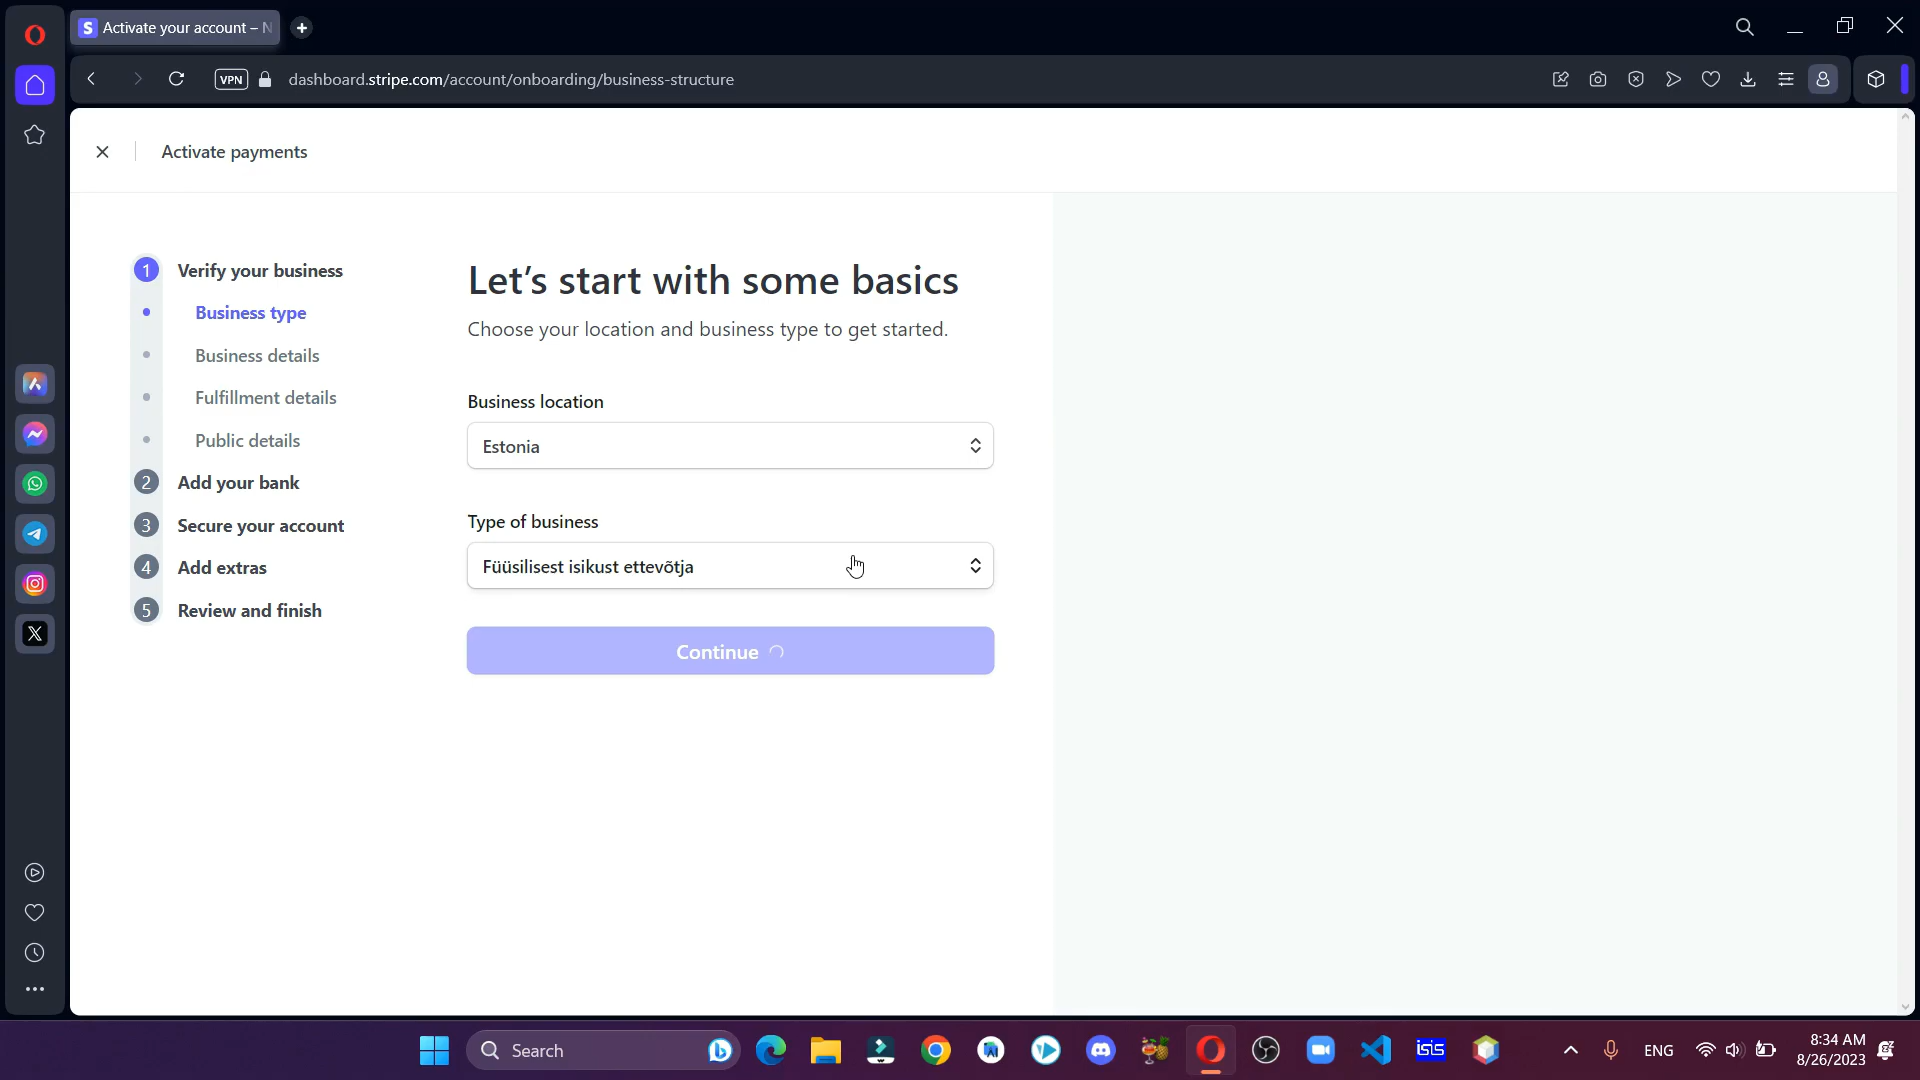 Activate your account – N
VPN
dashboard.stripe.com/account/onboarding/business-structure
Activate payments
1 Verify your business
Business type
Business details
Fulfillment details
Public details
2 Add your bank
3 Secure your account
4 Add extras
5 Review and finish
Let’s start with some basics
Choose your location and business type to get started.
Business location
Estonia
Type of business
Füüsilisest isikust ettevõtja
Continue
Search
isis
ENG
8:34 AM
8/26/2023